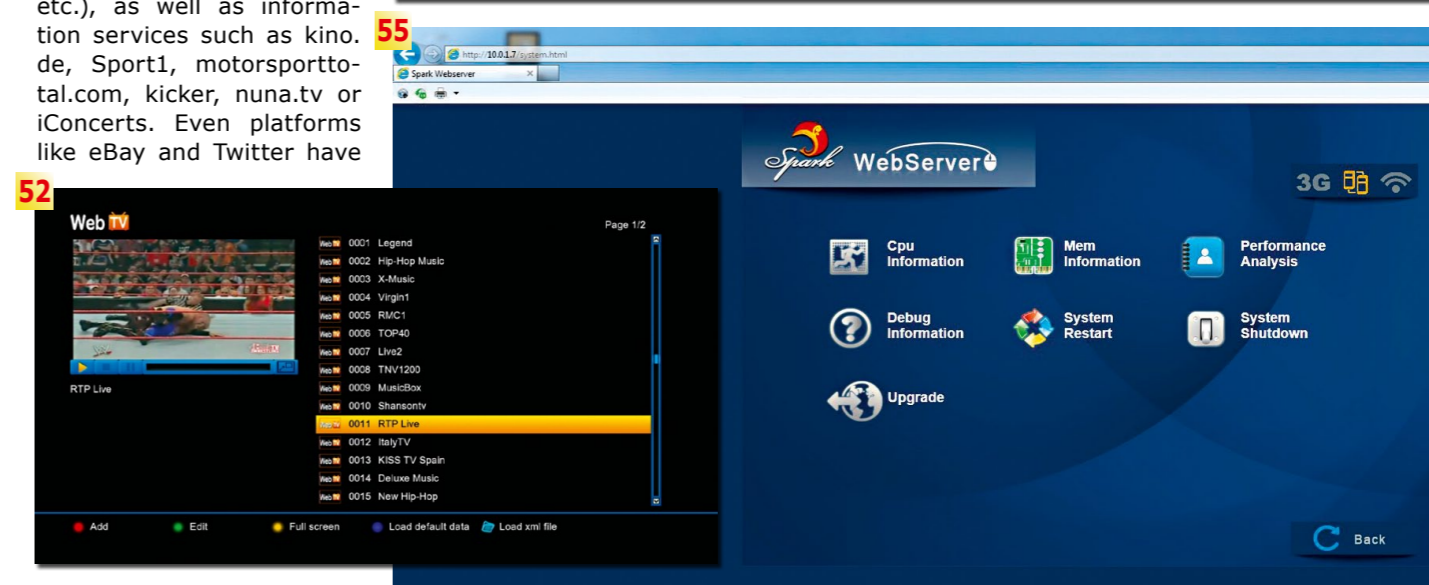 etc.), as well as informa-
tion services such as kino.
de, Sport1, motorsportto-
tal.com, kicker, nuna.tv or
iConcerts. Even platforms
like eBay and Twitter have
55
http://10.0.1.7/system.html
Spark Webserver
Spark WebServer
3G
Cpu
Information
Mem
Information
Performance
Analysis
Debug
Information
System
Restart
System
Shutdown
Upgrade
Back
52
Web TV
Page 1/2
0001 Legend
0002 Hip-Hop Music
0003 X-Music
0004 Virgin1
0005 RMC1
0006 TOP40
0007 Live2
0008 TNV1200
0009 MusicBox
0010 Shansontv
0011 RTP Live
0012 ItalyTV
0013 KISS TV Spain
0014 Deluxe Music
0015 New Hip-Hop
RTP Live
Add
Edit
Full screen
Load default data
Load xml file